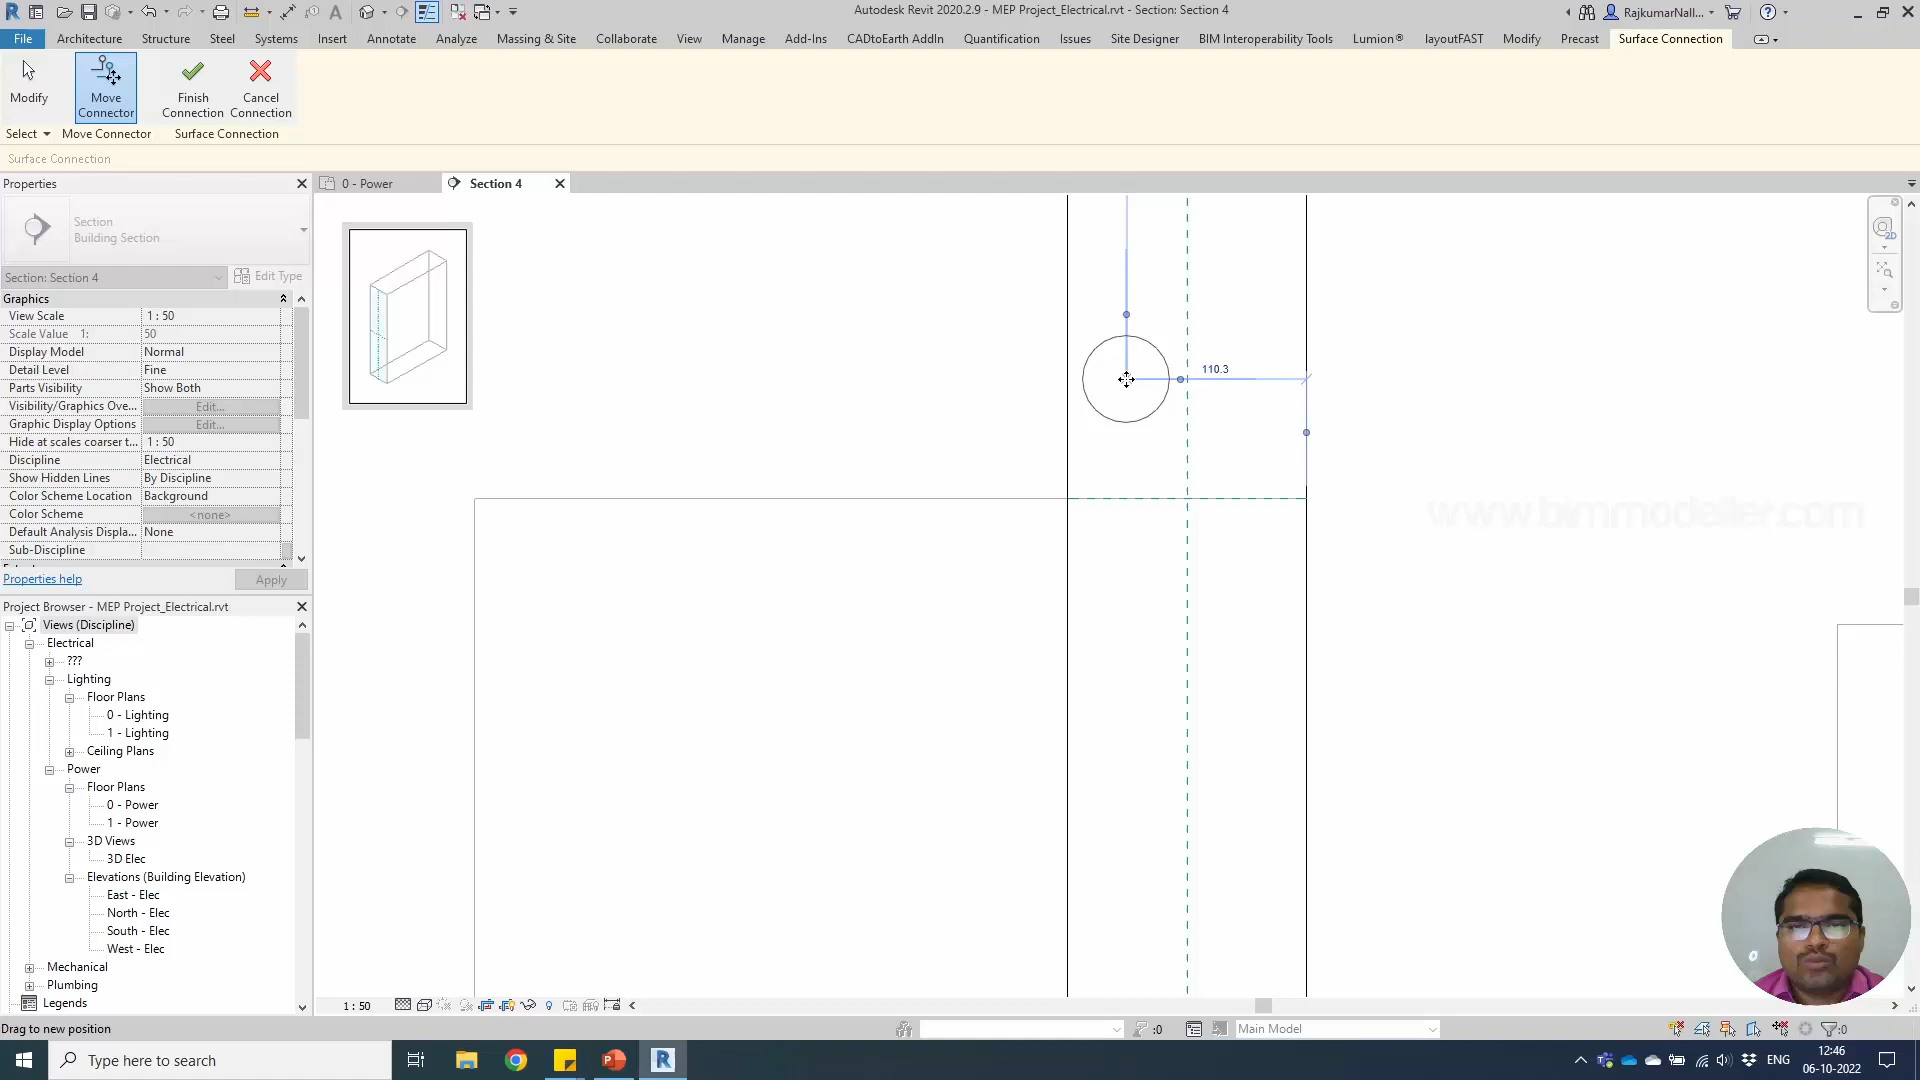 Autodesk Revit 2020.2.9 - MEP Project_Electrical.rvt - Section: Section 4
RajkumarNall...
File Architecture Structure Steel Systems Insert Annotate Analyze Massing & Site Collaborate View Manage Add-Ins CADtoEarth AddIn Quantification Issues Site Designer BIM Interoperability Tools Lumion® layoutFAST Modify Precast Surface Connection
Modify
Move Connector
Finish Connection
Cancel Connection
Select Move Connector Surface Connection
Surface Connection
Properties
0 - Power
Section 4
Section
Building Section
Section: Section 4
Edit Type
Graphics
View Scale 1 : 50
Scale Value 1: 50
Display Model Normal
Detail Level Fine
Parts Visibility Show Both
Visibility/Graphics Ove... Edit...
Graphic Display Options Edit...
Hide at scales coarser t... 1 : 50
Discipline Electrical
Show Hidden Lines By Discipline
Color Scheme Location Background
Color Scheme <none>
Default Analysis Displa... None
Sub-Discipline
Properties help
Apply
Project Browser - MEP Project_Electrical.rvt
Views (Discipline)
Electrical
???
Lighting
Floor Plans
0 - Lighting
1 - Lighting
Ceiling Plans
Power
Floor Plans
0 - Power
1 - Power
3D Views
3D Elec
Elevations (Building Elevation)
East - Elec
North - Elec
South - Elec
West - Elec
Mechanical
Plumbing
Legends
110.3
www.bimmodeller.com
2D
1 : 50
Drag to new position
:0
Main Model
:0
Type here to search
ENG
12:46
06-10-2022